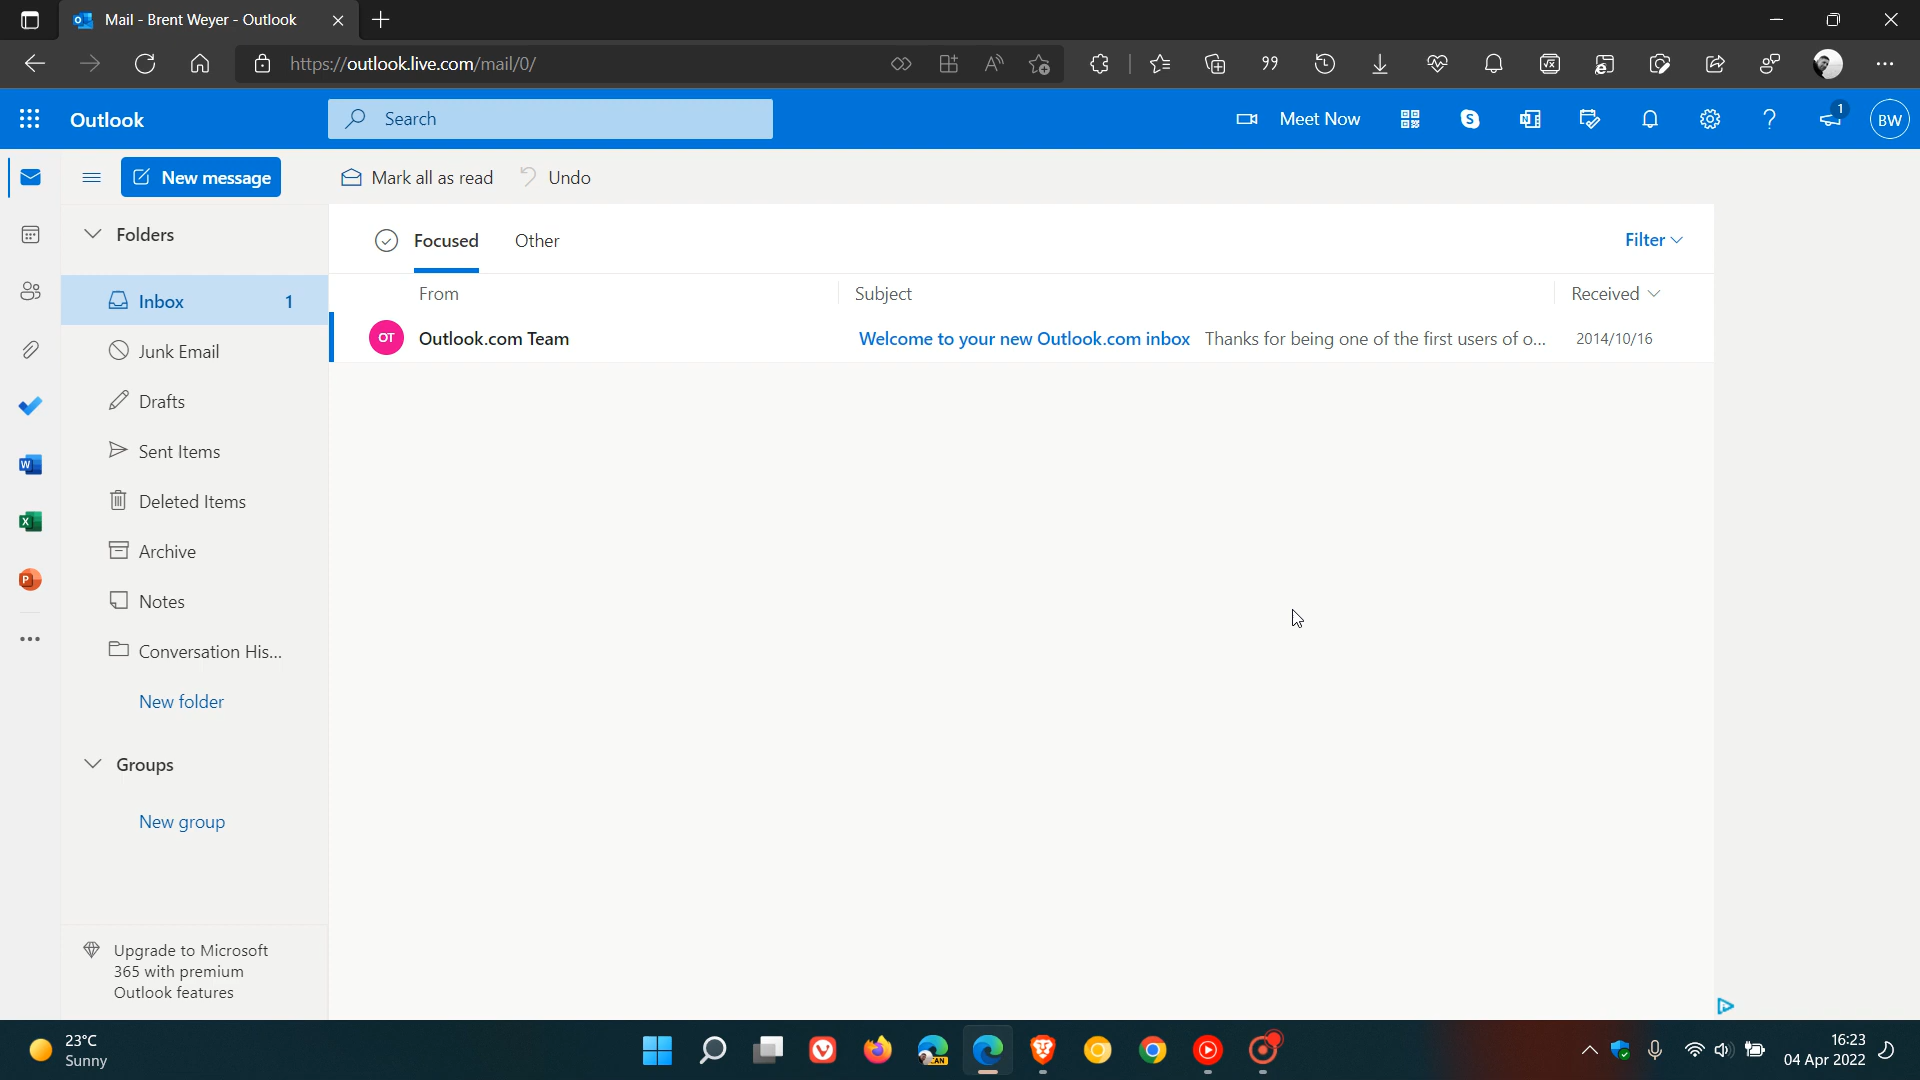 Mail - Brent Weyer - Outlook
https://outlook.live.com/mail/0/
Outlook
Search
Meet Now
1
BW
New message
Mark all as read
Undo
Folders
Focused
Other
Filter
Inbox 1
From
Subject
Received
OT
Outlook.com Team
Welcome to your new Outlook.com inbox
Thanks for being one of the first users of o...
2014/10/16
Junk Email
Drafts
Sent Items
Deleted Items
Archive
Notes
Conversation His...
New folder
Groups
New group
Upgrade to Microsoft
365 with premium
Outlook features
23°C
Sunny
CAN
16:23
04 Apr 2022